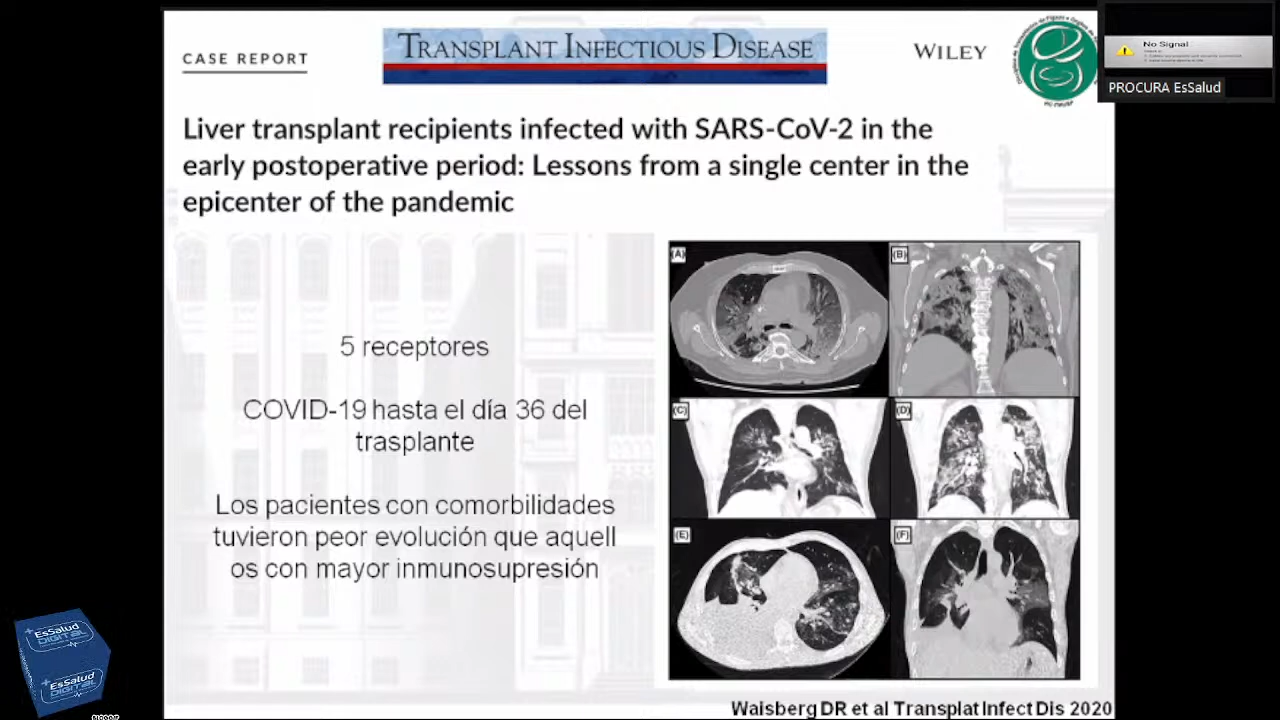 CASE REPORT
TRANSPLANT INFECTIOUS DISEASE
WILEY
No Signal
PROCURA EsSalud
Liver transplant recipients infected with SARS-CoV-2 in the
early postoperative period: Lessons from a single center in the
epicenter of the pandemic
5 receptores
COVID-19 hasta el día 36 del
trasplante
Los pacientes con comorbilidades
tuvieron peor evolución que aquell
os con mayor inmunosupresión
(A)
(B)
(C)
(D)
(E)
(F)
EsSalud
DIGITAL
EsSalud
DIGITAL
Waisberg DR et al Transplat Infect Dis 2020